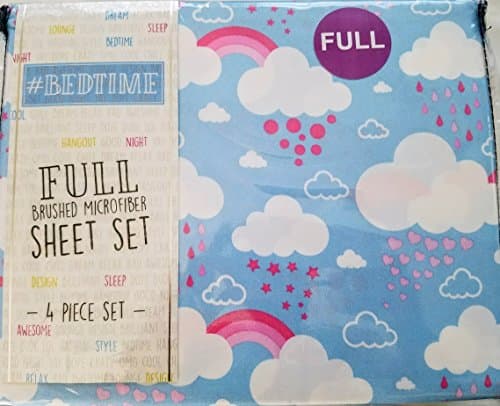 DREAM
LOUNGE
SLEEP
BEDTIME
NIGHT
#BEDTIME
HANGOUT
NIGHT
FULL
BRUSHED MICROFIBER
SHEET SET
DESIGN
SLEEP
- 4 PIECE SET -
AWESOME
STYLE
RELAX
DESIGN
FULL